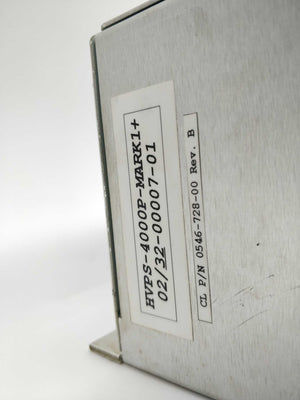 HVPS-4000P-MARK1+
02/32-00007-01
CL P/N 0546-728-00 Rev. B